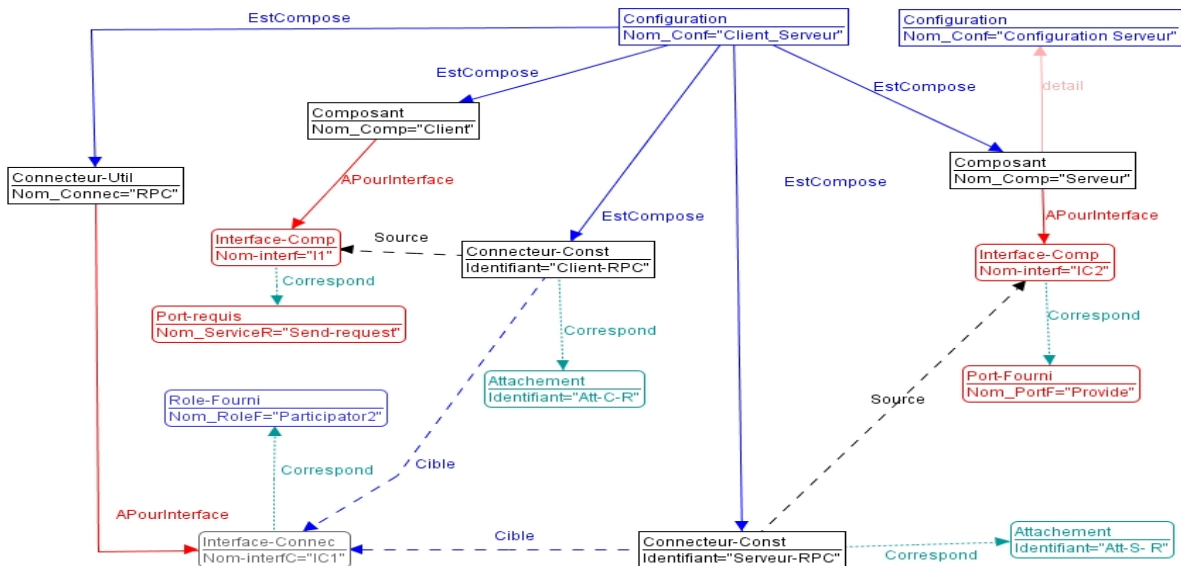 EstCompose
Configuration
Nom_Conf="Client_Serveur"
Configuration
Nom_Conf="Configuration Serveur"
EstCompose
EstCompose
detail
Composant
Nom_Comp="Client"
Composant
Nom_Comp="Serveur"
Connecteur-Util
Nom_Connec="RPC"
APourInterface
EstCompose
EstCompose
APourInterface
Interface-Comp
Nom-interf="I1"
Source
Connecteur-Const
Identifiant="Client-RPC"
Interface-Comp
Nom-interf="IC2"
Correspond
Port-requis
Nom_ServiceR="Send-request"
Correspond
Correspond
Attachement
Identifiant="Att-C-R"
Port-Fourni
Nom_PortF="Provide"
Role-Fourni
Nom_RoleF="Participator2"
Source
Correspond
Cible
APourInterface
Interface-Connec
Nom-interfC="IC1"
Cible
Connecteur-Const
Identifiant="Serveur-RPC"
Correspond
Attachement
Identifiant="Att-S- R"